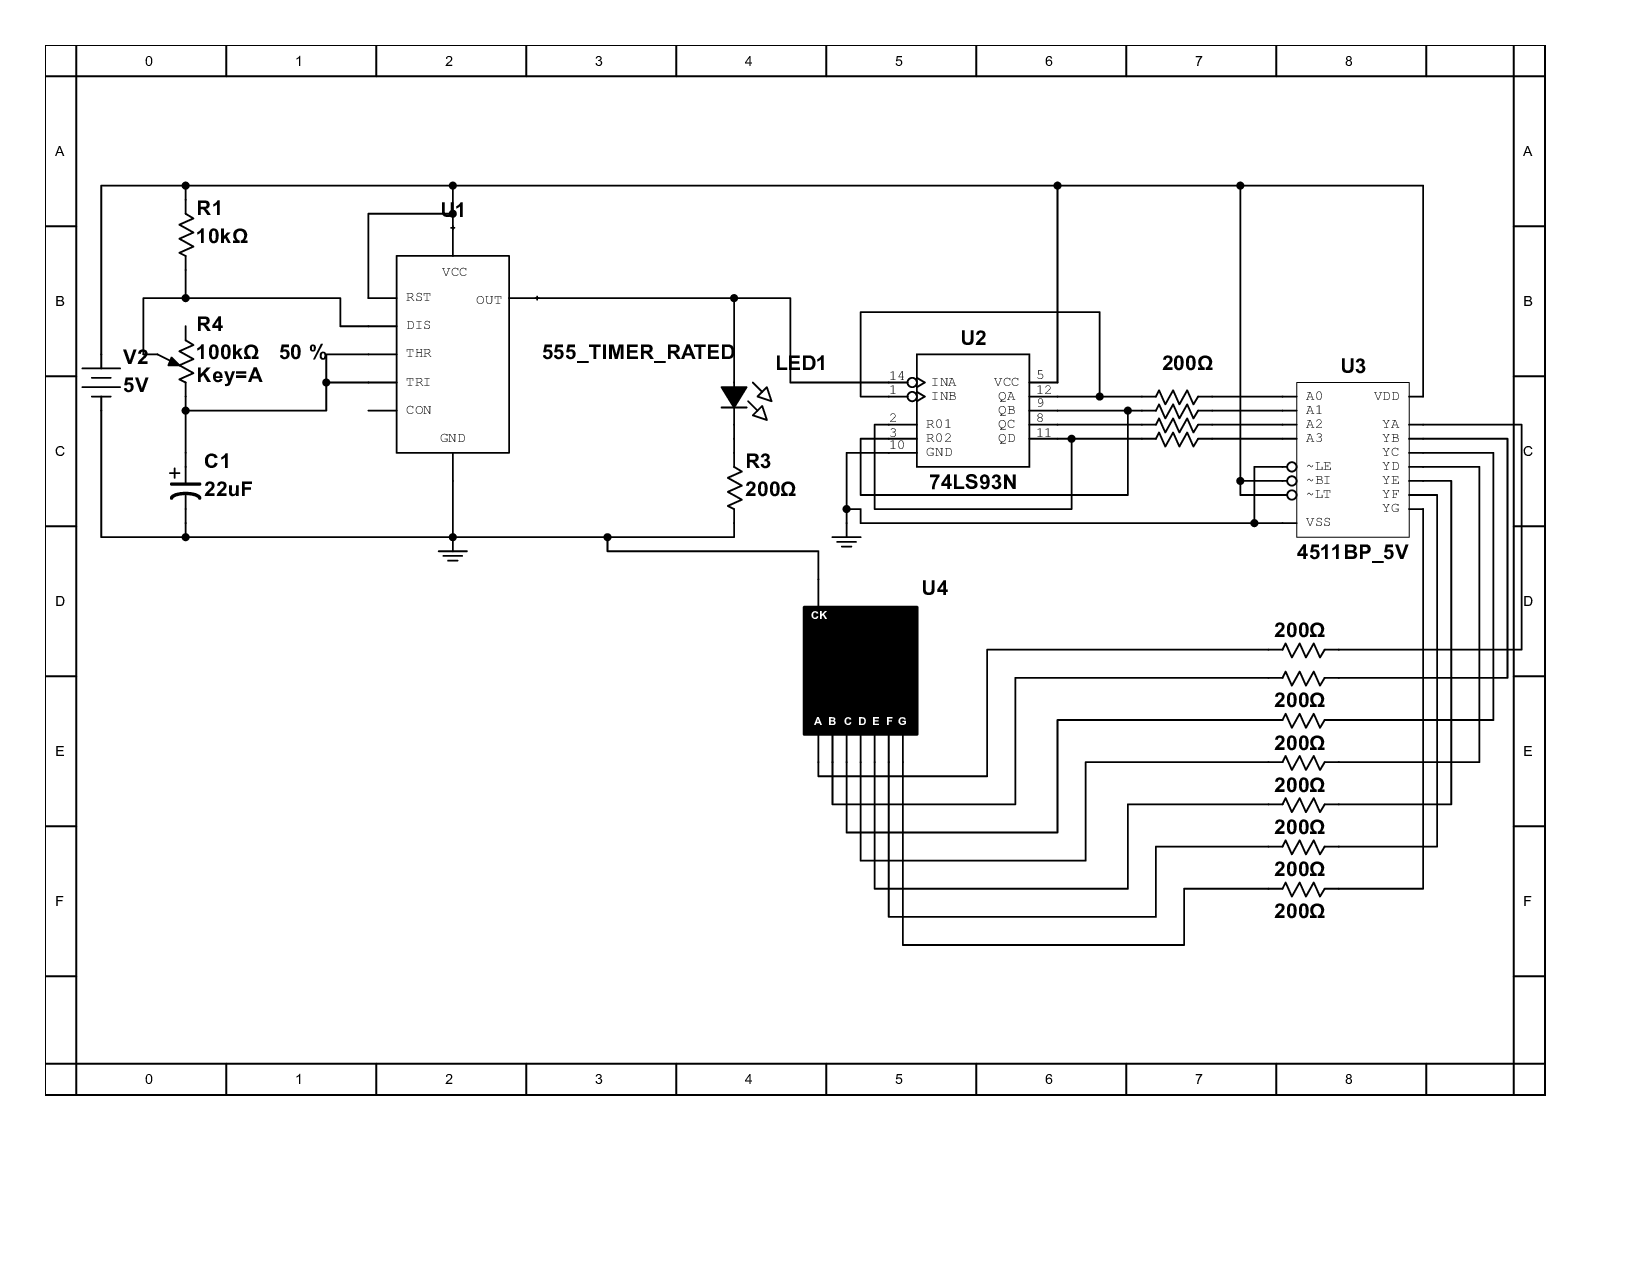 0 1 2 3 4 5 6 7 8
A A
R1
10kΩ
U1
VCC
RST OUT
DIS
THR
TRI
CON
GND
B B
R4
100kΩ 50 %
Key=A
V2
5V
555_TIMER_RATED
LED1
U2
14 INA VCC 5
1 INB QA 12
QB 9
2 R01 QC 8
3 R02 QD 11
10 GND
74LS93N
200Ω
U3
A0 VDD
A1
A2 YA
A3 YB
YC
~LE YD
~BI YE
~LT YF
YG
VSS
4511BP_5V
C C
C1
22uF
R3
200Ω
D D
U4
CK
A B C D E F G
200Ω
200Ω
200Ω
200Ω
200Ω
200Ω
200Ω
E E
F F
0 1 2 3 4 5 6 7 8